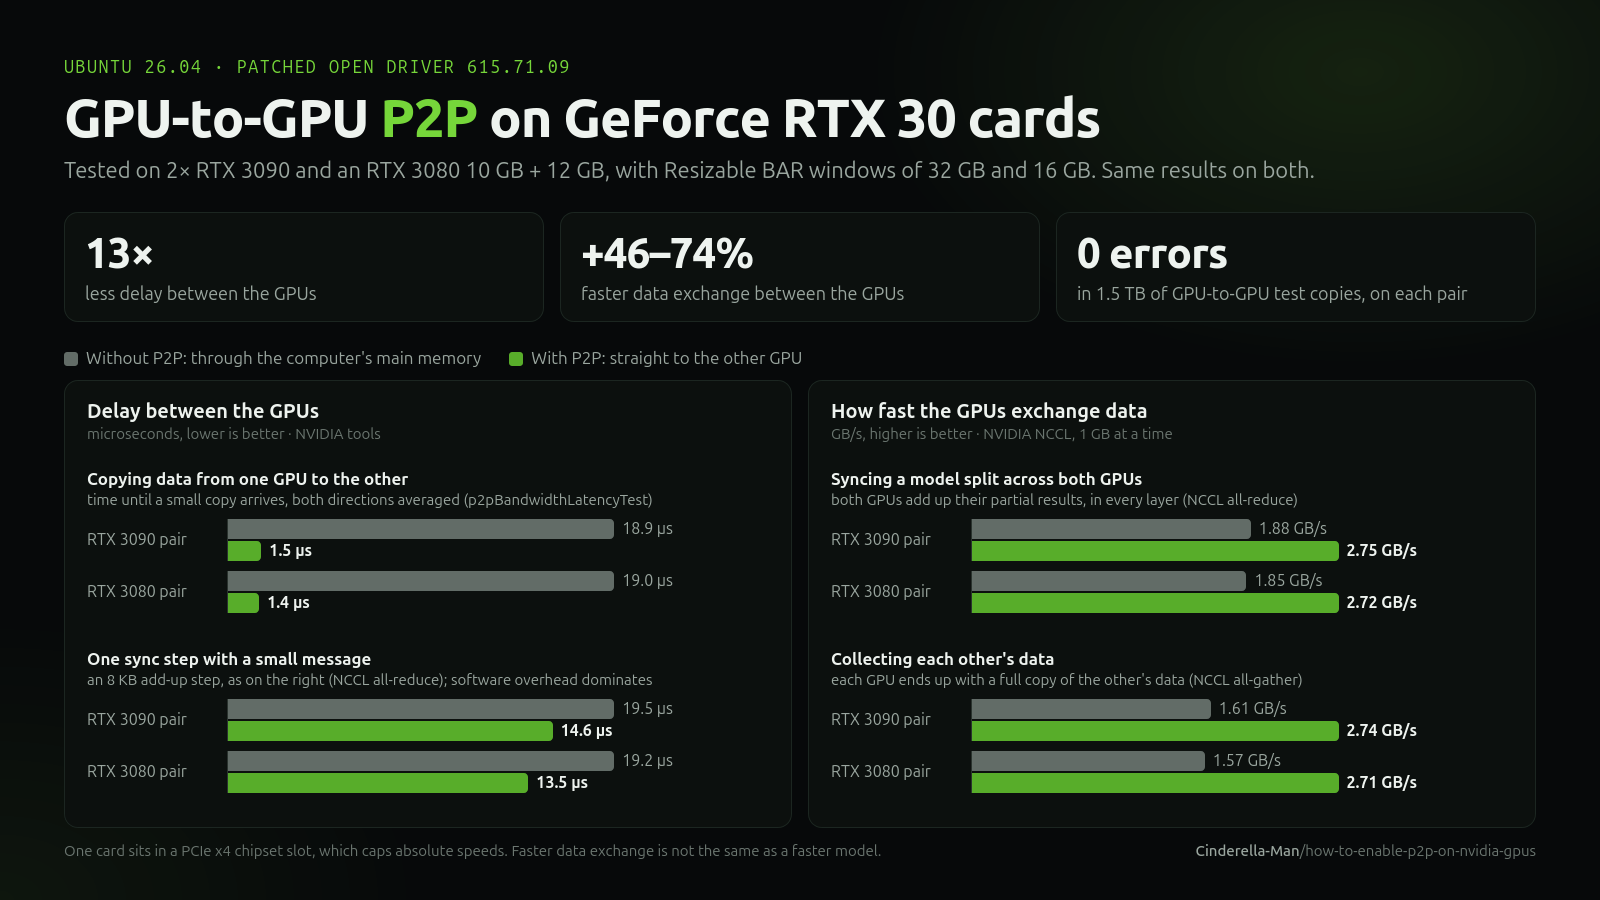 UBUNTU 26.04 · PATCHED OPEN DRIVER 615.71.09
GPU-to-GPU P2P on GeForce RTX 30 cards
Tested on 2× RTX 3090 and an RTX 3080 10 GB + 12 GB, with Resizable BAR windows of 32 GB and 16 GB. Same results on both.
13×
less delay between the GPUs
+46–74%
faster data exchange between the GPUs
0 errors
in 1.5 TB of GPU-to-GPU test copies, on each pair
Without P2P: through the computer's main memory
With P2P: straight to the other GPU
Delay between the GPUs
microseconds, lower is better · NVIDIA tools
Copying data from one GPU to the other
time until a small copy arrives, both directions averaged (p2pBandwidthLatencyTest)
RTX 3090 pair
18.9 µs
1.5 µs
RTX 3080 pair
19.0 µs
1.4 µs
One sync step with a small message
an 8 KB add-up step, as on the right (NCCL all-reduce); software overhead dominates
RTX 3090 pair
19.5 µs
14.6 µs
RTX 3080 pair
19.2 µs
13.5 µs
How fast the GPUs exchange data
GB/s, higher is better · NVIDIA NCCL, 1 GB at a time
Syncing a model split across both GPUs
both GPUs add up their partial results, in every layer (NCCL all-reduce)
RTX 3090 pair
1.88 GB/s
2.75 GB/s
RTX 3080 pair
1.85 GB/s
2.72 GB/s
Collecting each other's data
each GPU ends up with a full copy of the other's data (NCCL all-gather)
RTX 3090 pair
1.61 GB/s
2.74 GB/s
RTX 3080 pair
1.57 GB/s
2.71 GB/s
One card sits in a PCIe x4 chipset slot, which caps absolute speeds. Faster data exchange is not the same as a faster model.
Cinderella-Man/how-to-enable-p2p-on-nvidia-gpus